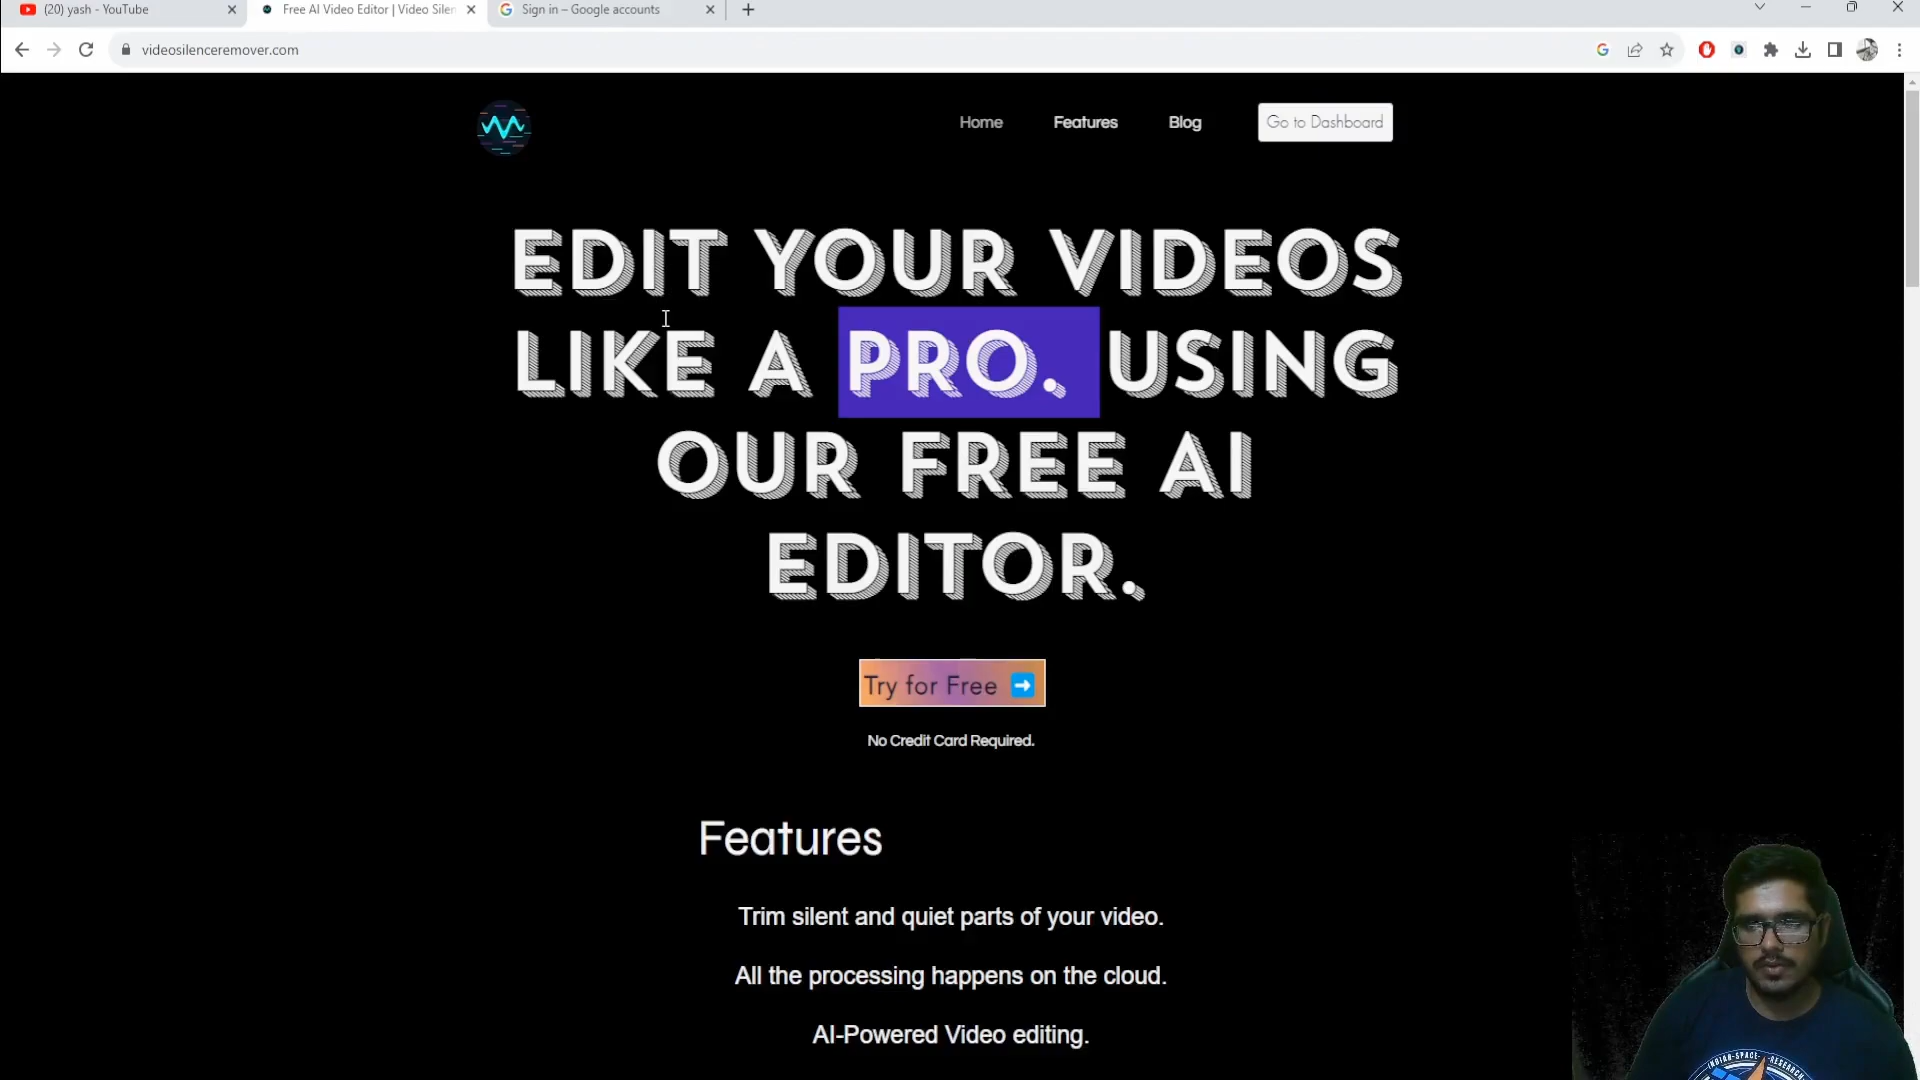 (20) yash - YouTube
Free AI Video Editor | Video Silen
Sign in – Google accounts
videosilenceremover.com
Home
Features
Blog
Go to Dashboard
EDIT YOUR VIDEOS
LIKE A PRO. USING
OUR FREE AI
EDITOR.
Try for Free
No Credit Card Required.
Features
Trim silent and quiet parts of your video.
All the processing happens on the cloud.
AI-Powered Video editing.
INDIAN SPACE RESEARCH